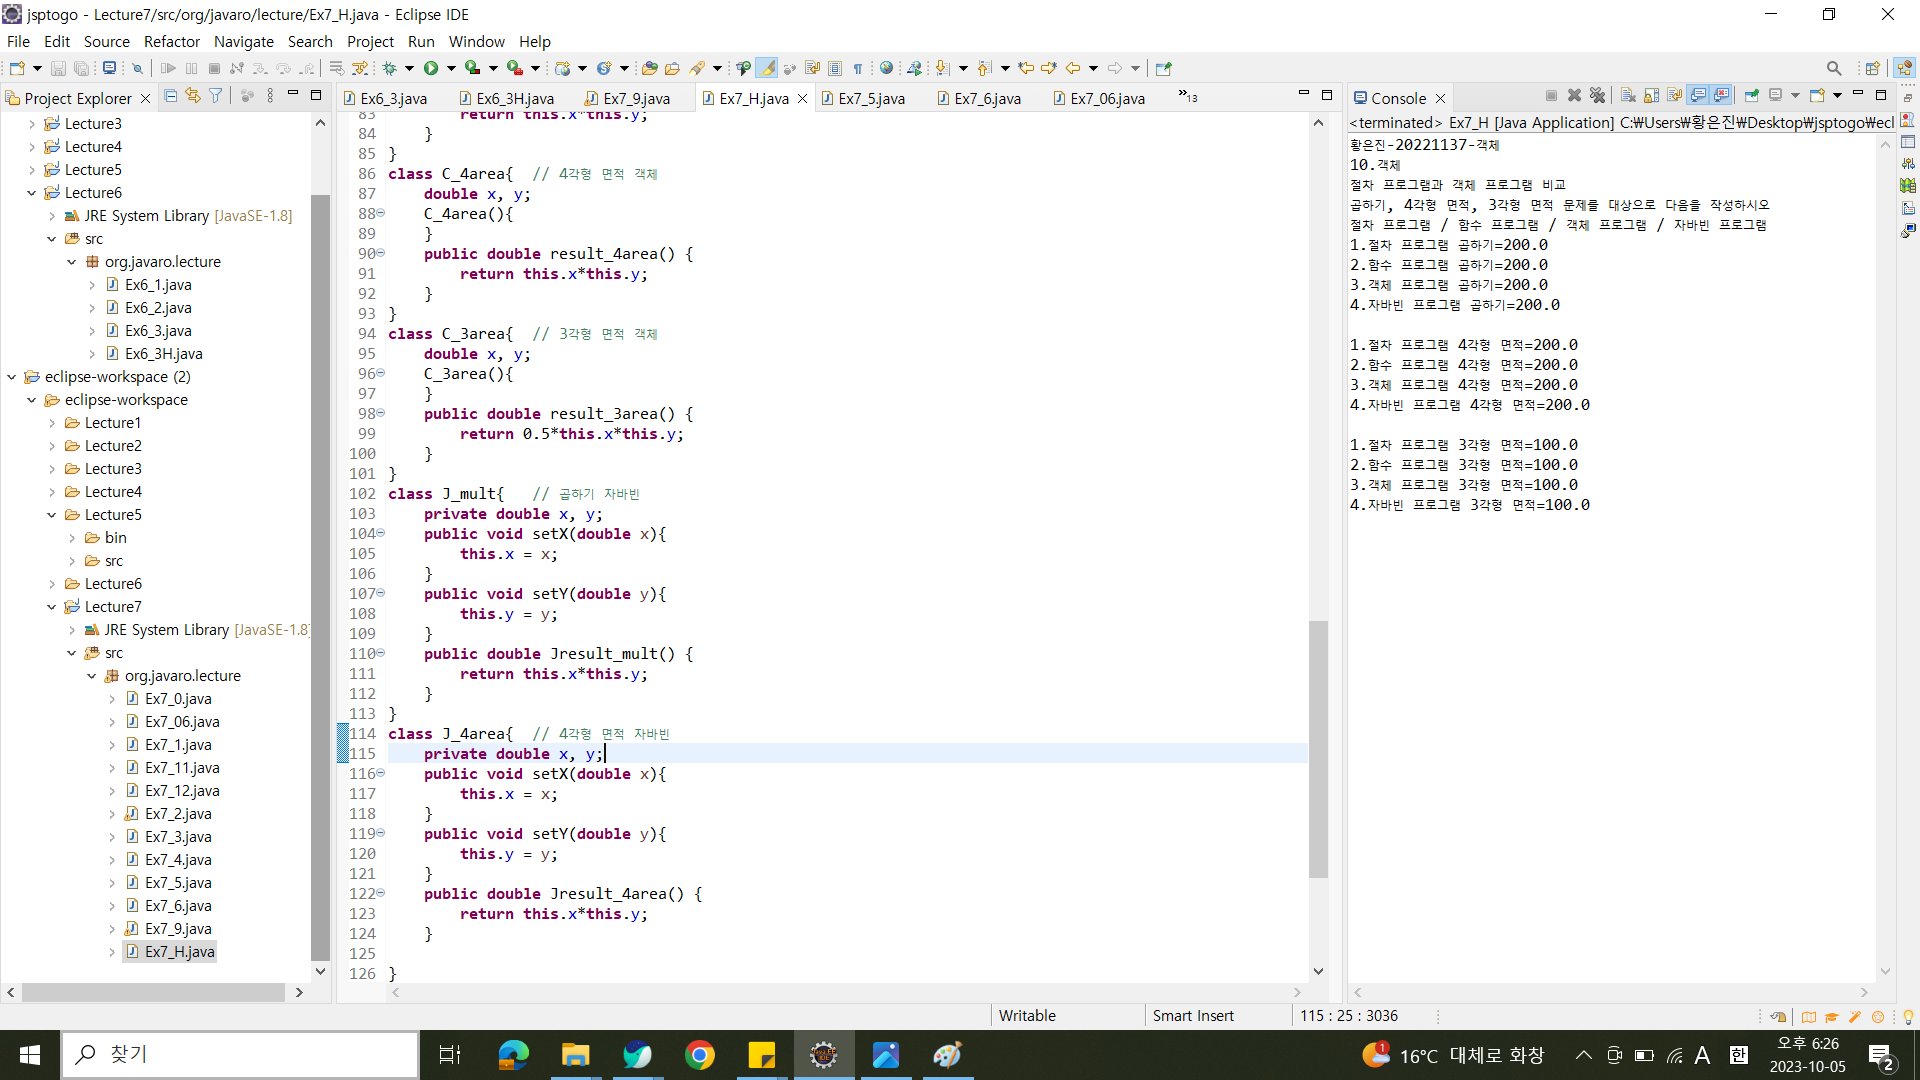 jsptogo - Lecture7/src/org/javaro/lecture/Ex7_H.java - Eclipse IDE
File Edit Source Refactor Navigate Search Project Run Window Help
Project Explorer
Lecture3
Lecture4
Lecture5
Lecture6
JRE System Library [JavaSE-1.8]
src
org.javaro.lecture
Ex6_1.java
Ex6_2.java
Ex6_3.java
Ex6_3H.java
eclipse-workspace (2)
eclipse-workspace
Lecture1
Lecture2
Lecture3
Lecture4
Lecture5
bin
src
Lecture6
Lecture7
JRE System Library [JavaSE-1.8]
src
org.javaro.lecture
Ex7_0.java
Ex7_06.java
Ex7_1.java
Ex7_11.java
Ex7_12.java
Ex7_2.java
Ex7_3.java
Ex7_4.java
Ex7_5.java
Ex7_6.java
Ex7_9.java
Ex7_H.java
Ex6_3.java Ex6_3H.java Ex7_9.java Ex7_H.java Ex7_5.java Ex7_6.java Ex7_06.java »13
83 return this.x*this.y;
84 }
85 }
86 class C_4area{ // 4각형 면적 객체
87 double x, y;
88 C_4area(){
89 }
90 public double result_4area() {
91 return this.x*this.y;
92 }
93 }
94 class C_3area{ // 3각형 면적 객체
95 double x, y;
96 C_3area(){
97 }
98 public double result_3area() {
99 return 0.5*this.x*this.y;
100 }
101 }
102 class J_mult{ // 곱하기 자바빈
103 private double x, y;
104 public void setX(double x){
105 this.x = x;
106 }
107 public void setY(double y){
108 this.y = y;
109 }
110 public double Jresult_mult() {
111 return this.x*this.y;
112 }
113 }
114 class J_4area{ // 4각형 면적 자바빈
115 private double x, y;
116 public void setX(double x){
117 this.x = x;
118 }
119 public void setY(double y){
120 this.y = y;
121 }
122 public double Jresult_4area() {
123 return this.x*this.y;
124 }
125
126 }
Console
<terminated> Ex7_H [Java Application] C:₩Users₩황은진₩Desktop₩jsptogo₩ecl
황은진-20221137-객체
10.객체
절차 프로그램과 객체 프로그램 비교
곱하기, 4각형 면적, 3각형 면적 문제를 대상으로 다음을 작성하시오
절차 프로그램 / 함수 프로그램 / 객체 프로그램 / 자바빈 프로그램
1.절차 프로그램 곱하기=200.0
2.함수 프로그램 곱하기=200.0
3.객체 프로그램 곱하기=200.0
4.자바빈 프로그램 곱하기=200.0
1.절차 프로그램 4각형 면적=200.0
2.함수 프로그램 4각형 면적=200.0
3.객체 프로그램 4각형 면적=200.0
4.자바빈 프로그램 4각형 면적=200.0
1.절차 프로그램 3각형 면적=100.0
2.함수 프로그램 3각형 면적=100.0
3.객체 프로그램 3각형 면적=100.0
4.자바빈 프로그램 3각형 면적=100.0
Writable Smart Insert 115 : 25 : 3036
찾기
1
16°C 대체로 화창
A 한
오후 6:26
2023-10-05
2